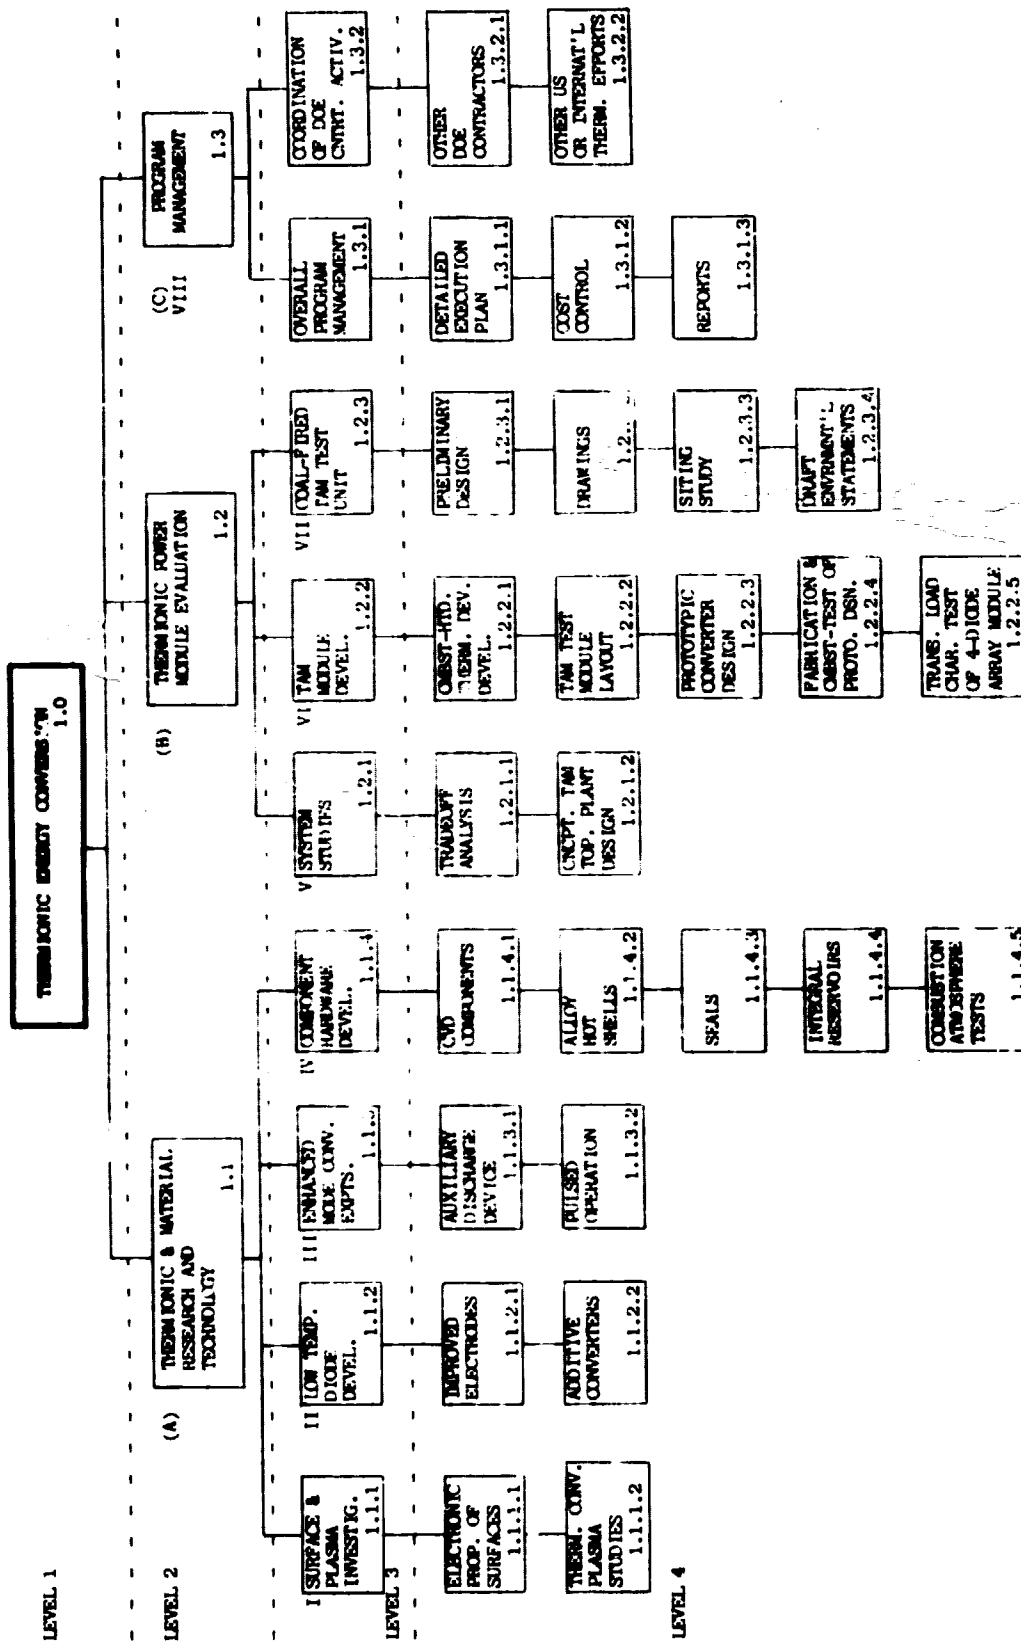 LEVEL 1
THERMIONIC ENERGY CONVERSION
1.0
LEVEL 2
(A)
THERMIONIC & MATERIAL
RESEARCH AND
TECHNOLOGY
1.1
(B)
THERMIONIC POWER
MODULE EVALUATION
1.2
(C)
VIII
PROGRAM
MANAGEMENT
1.3
LEVEL 3
I
SURFACE &
PLASMA
INVESTIG.
1.1.1
II
LOW TEMP.
DIODE
DEVEL.
1.1.2
III
ENHANCED
MODE CONV.
EXPTS.
1.1.3
IV
COMPONENT
HARDWARE
DEVEL.
1.1.4
V
SYSTEM
STUDIES
1.2.1
VI
TAM
MODULE
DEVEL.
1.2.2
VII
COAL-FIRED
TAM TEST
UNIT
1.2.3
OVERALL
PROGRAM
MANAGEMENT
1.3.1
COORDINATION
OF DOE
CNTRT. ACTIV.
1.3.2
LEVEL 4
ELECTRONIC
PROP. OF
SURFACES
1.1.1.1
THERM. CONV.
PLASMA
STUDIES
1.1.1.2
IMPROVED
ELECTRODES
1.1.2.1
ADDITIVE
CONVERTERS
1.1.2.2
AUXILIARY
DISCHARGE
DEVICE
1.1.3.1
PULSED
OPERATION
1.1.3.2
CVD
COMPONENTS
1.1.4.1
ALLOY
HOT
SHELLS
1.1.4.2
SEALS
1.1.4.3
INTEGRAL
RESERVOIRS
1.1.4.4
COMBUSTION
ATMOSPHERE
TESTS
1.1.4.5
TRADEOFF
ANALYSIS
1.2.1.1
CNCPT. TAM
TOP. PLANT
DESIGN
1.2.1.2
CMBST-HTD.
THERM. DEV.
DEVEL.
1.2.2.1
TAM TEST
MODULE
LAYOUT
1.2.2.2
PROTOTYPIC
CONVERTER
DESIGN
1.2.2.3
FABRICATION &
CMBST-TEST OF
PROTO. DSN.
1.2.2.4
TRANS. LOAD
CHAR. TEST
OF 4-DIODE
ARRAY MODULE
1.2.2.5
PRELIMINARY
DESIGN
1.2.3.1
DRAWINGS
SITING
STUDY
1.2.3.3
DRAFT
ENVRNMNT'L
STATEMENTS
1.2.3.4
DETAILED
EXECUTION
PLAN
1.3.1.1
COST
CONTROL
1.3.1.2
REPORTS
1.3.1.3
OTHER
DOE
CONTRACTORS
1.3.2.1
OTHER US
OR INTERNAT'L
THERM. EFFORTS
1.3.2.2